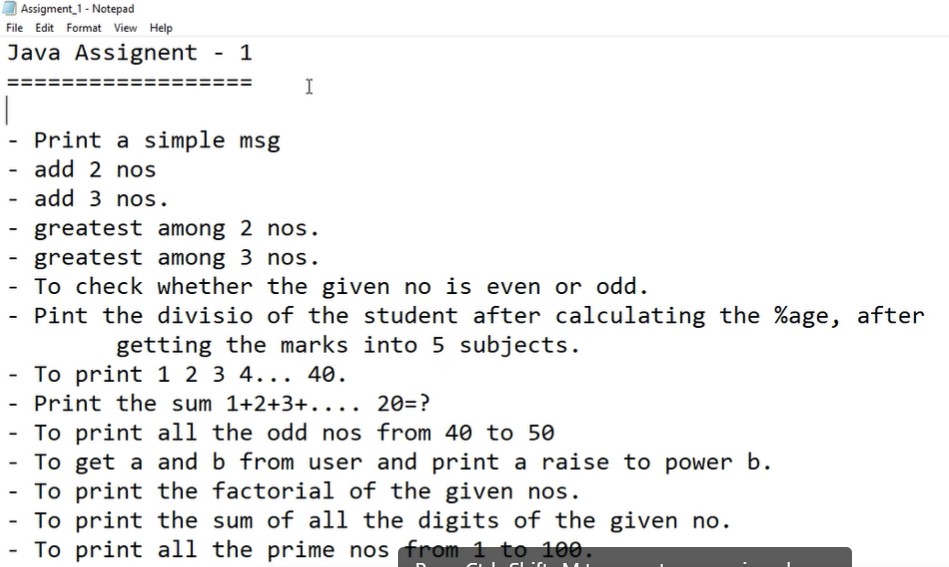 Assigment_1 - Notepad
File Edit Format View Help
Java Assignent - 1
==================
- Print a simple msg
- add 2 nos
- add 3 nos.
- greatest among 2 nos.
- greatest among 3 nos.
- To check whether the given no is even or odd.
- Pint the divisio of the student after calculating the %age, after
getting the marks into 5 subjects.
- To print 1 2 3 4... 40.
- Print the sum 1+2+3+.... 20=?
- To print all the odd nos from 40 to 50
- To get a and b from user and print a raise to power b.
- To print the factorial of the given nos.
- To print the sum of all the digits of the given no.
- To print all the prime nos from 1 to 100.